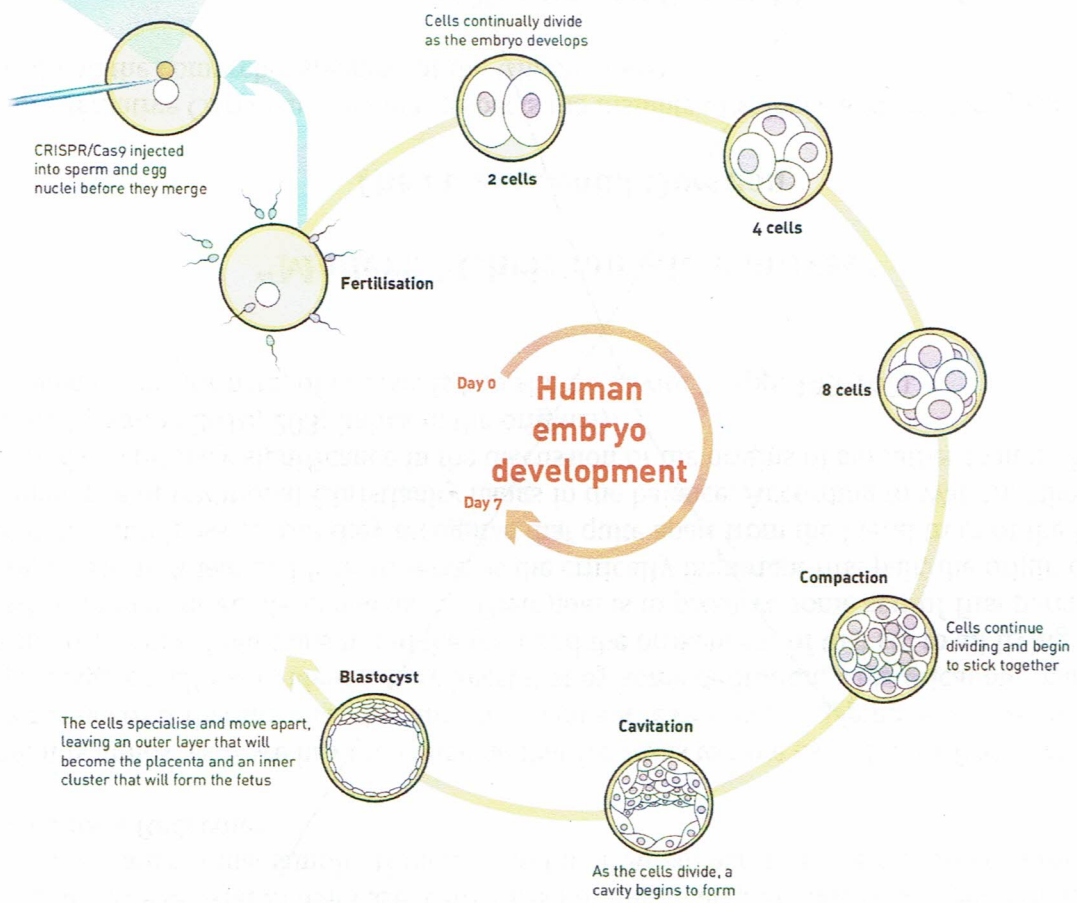 Cells continually divide
as the embryo develops
CRISPR/Cas9 injected
into sperm and egg
nuclei before they merge
2 cells
4 cells
Fertilisation
8 cells
Day 0
Human
embryo
development
Day 7
Compaction
Cells continue
dividing and begin
to stick together
Cavitation
As the cells divide, a
cavity begins to form
Blastocyst
The cells specialise and move apart,
leaving an outer layer that will
become the placenta and an inner
cluster that will form the fetus